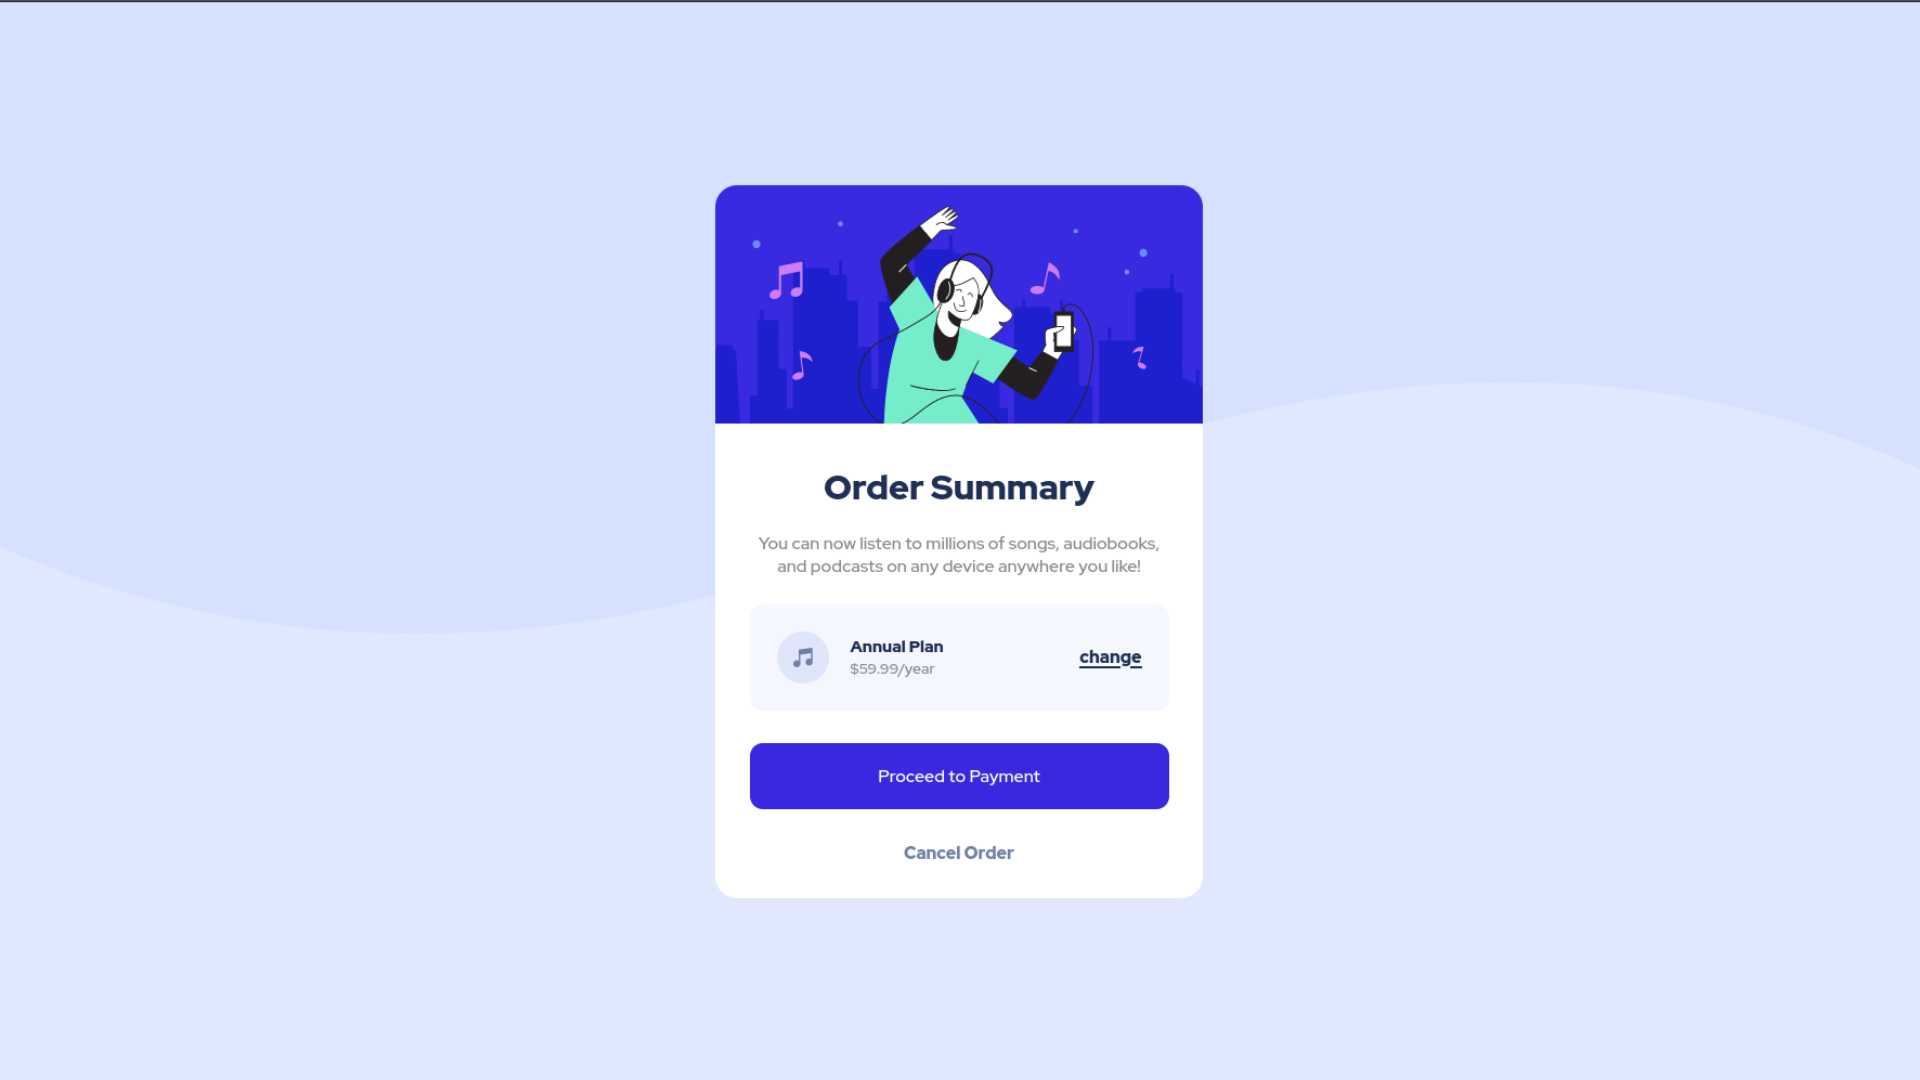 Order Summary
You can now listen to millions of songs, audiobooks,
and podcasts on any device anywhere you like!
Annual Plan
$59.99/year
change
Proceed to Payment
Cancel Order